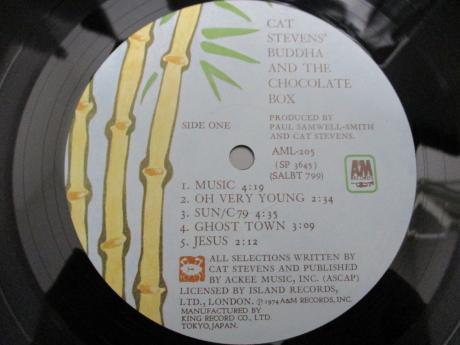 CAT
STEVENS'
BUDDHA
AND THE
CHOCOLATE
BOX
PRODUCED BY
PAUL SAMWELL-SMITH
AND CAT STEVENS.
SIDE ONE
AML-205
(SP 3645)
(SALBT 799)
AM
RECORDS
1. MUSIC 4:19
2. OH VERY YOUNG 2:34
3. SUN/C79 4:35
4. GHOST TOWN 3:09
5. JESUS 2:12
ALL SELECTIONS WRITTEN BY
CAT STEVENS AND PUBLISHED
BY ACKEE MUSIC, INC. (ASCAP)
LICENSED BY ISLAND RECORDS,
LTD., LONDON. ℗ 1974 A&M RECORDS, INC.
MANUFACTURED BY
KING RECORD CO., LTD.
TOKYO, JAPAN.